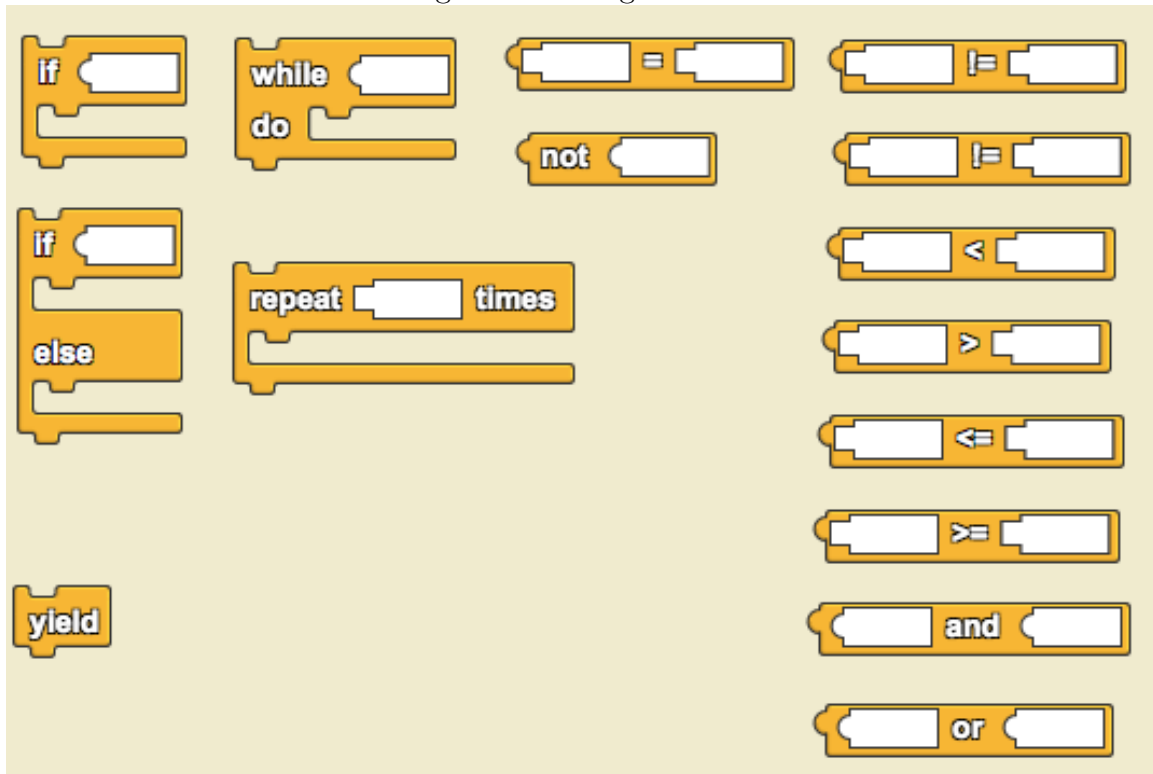 if
while
do
=
!=
not
!=
if
else
<
repeat times
>
<=
>=
yield
and
or